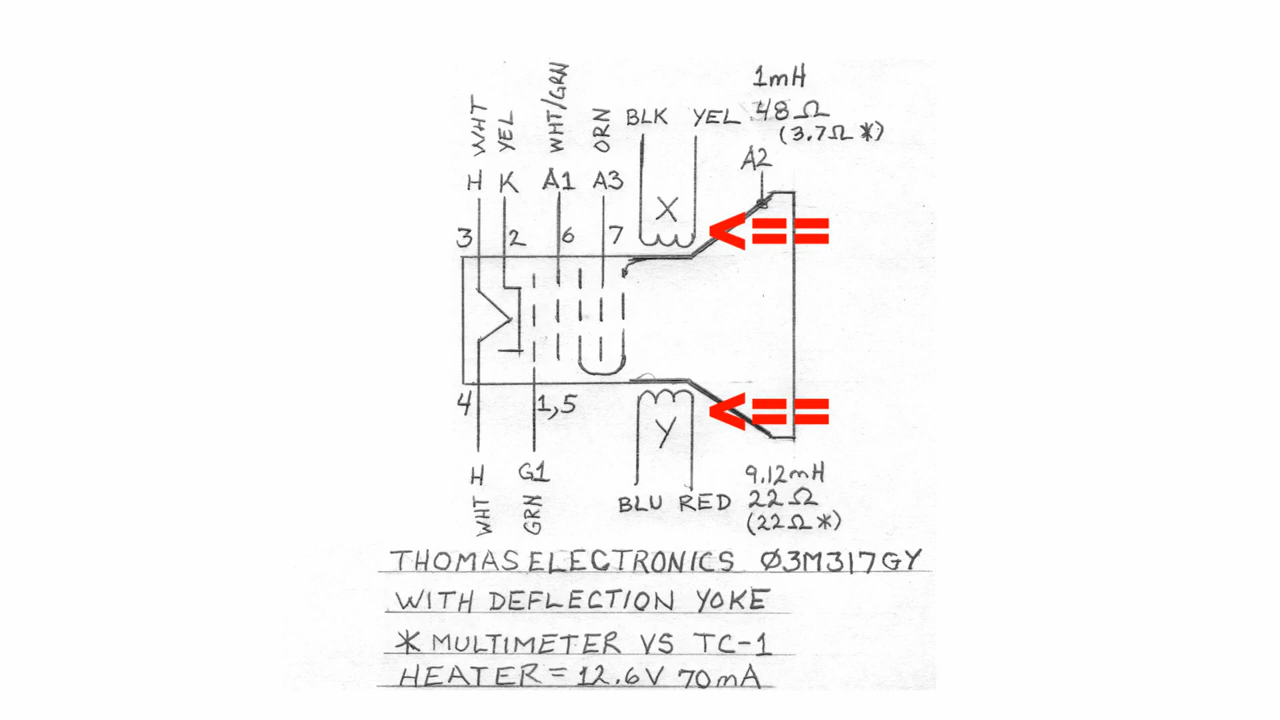 1mH
48Ω
(3.7Ω *)
WHT
YEL
WHT/GRN
ORN
BLK YEL
H K A1 A3
A2
X
3 2 6 7
<==
4 1,5
Y
<==
H G1
WHT GRN
BLU RED
9.12mH
22Ω
(22Ω *)
THOMAS ELECTRONICS Ø3M317GY
WITH DEFLECTION YOKE
* MULTIMETER VS TC-1
HEATER = 12.6V 70mA